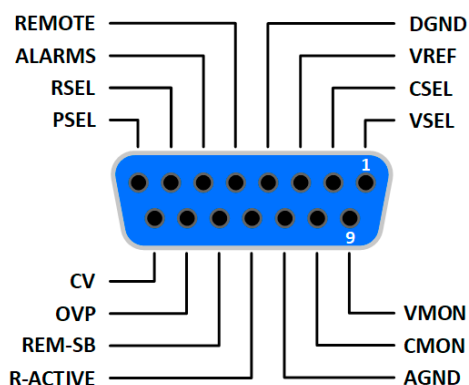 REMOTE
ALARMS
RSEL
PSEL
DGND
VREF
CSEL
VSEL
1
9
CV
OVP
REM-SB
R-ACTIVE
VMON
CMON
AGND